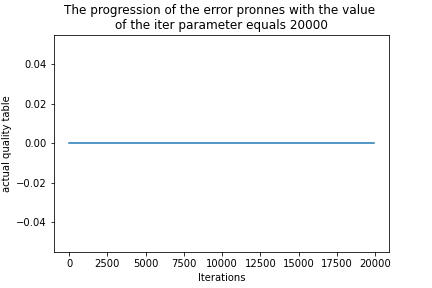 The progression of the error pronnes with the value
of the iter parameter equals 20000
0.04
0.02
0.00
−0.02
−0.04
actual quality table
0 2500 5000 7500 10000 12500 15000 17500 20000
Iterations